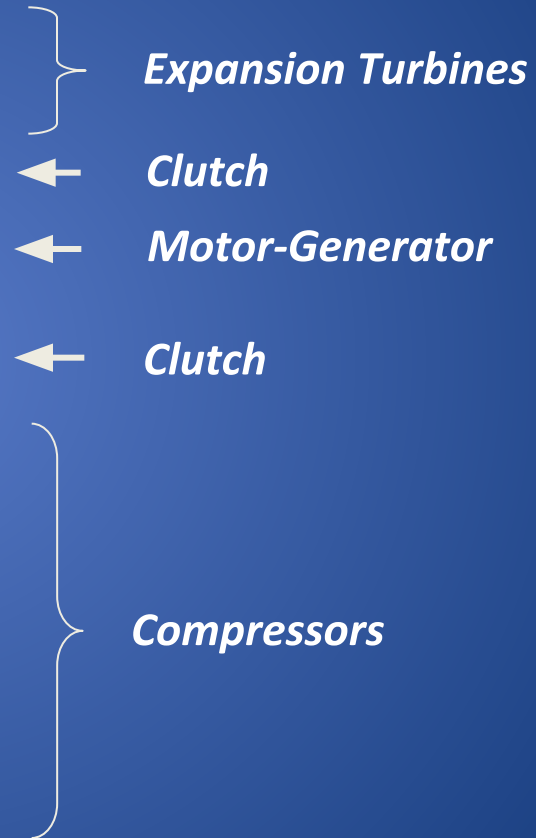 Expansion Turbines
Clutch
Motor-Generator
Clutch
Compressors